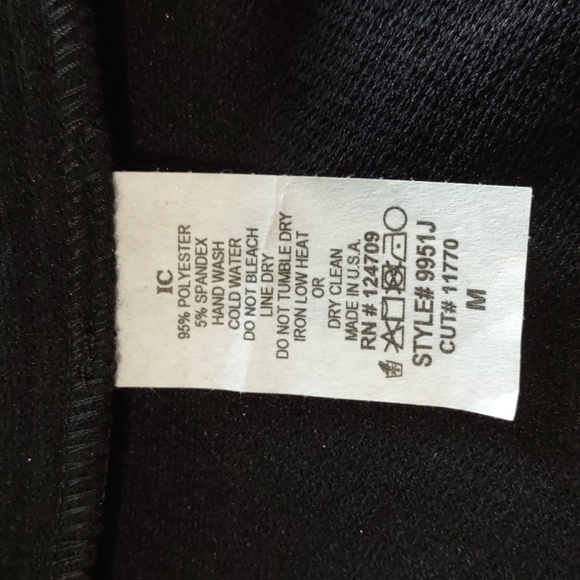 IC
95% POLYESTER
5% SPANDEX
HAND WASH
COLD WATER
DO NOT BLEACH
LINE DRY
DO NOT TUMBLE DRY
IRON LOW HEAT
OR
DRY CLEAN
MADE IN U.S.A.
RN # 124709
STYLE# 9951J
CUT# 11770
M